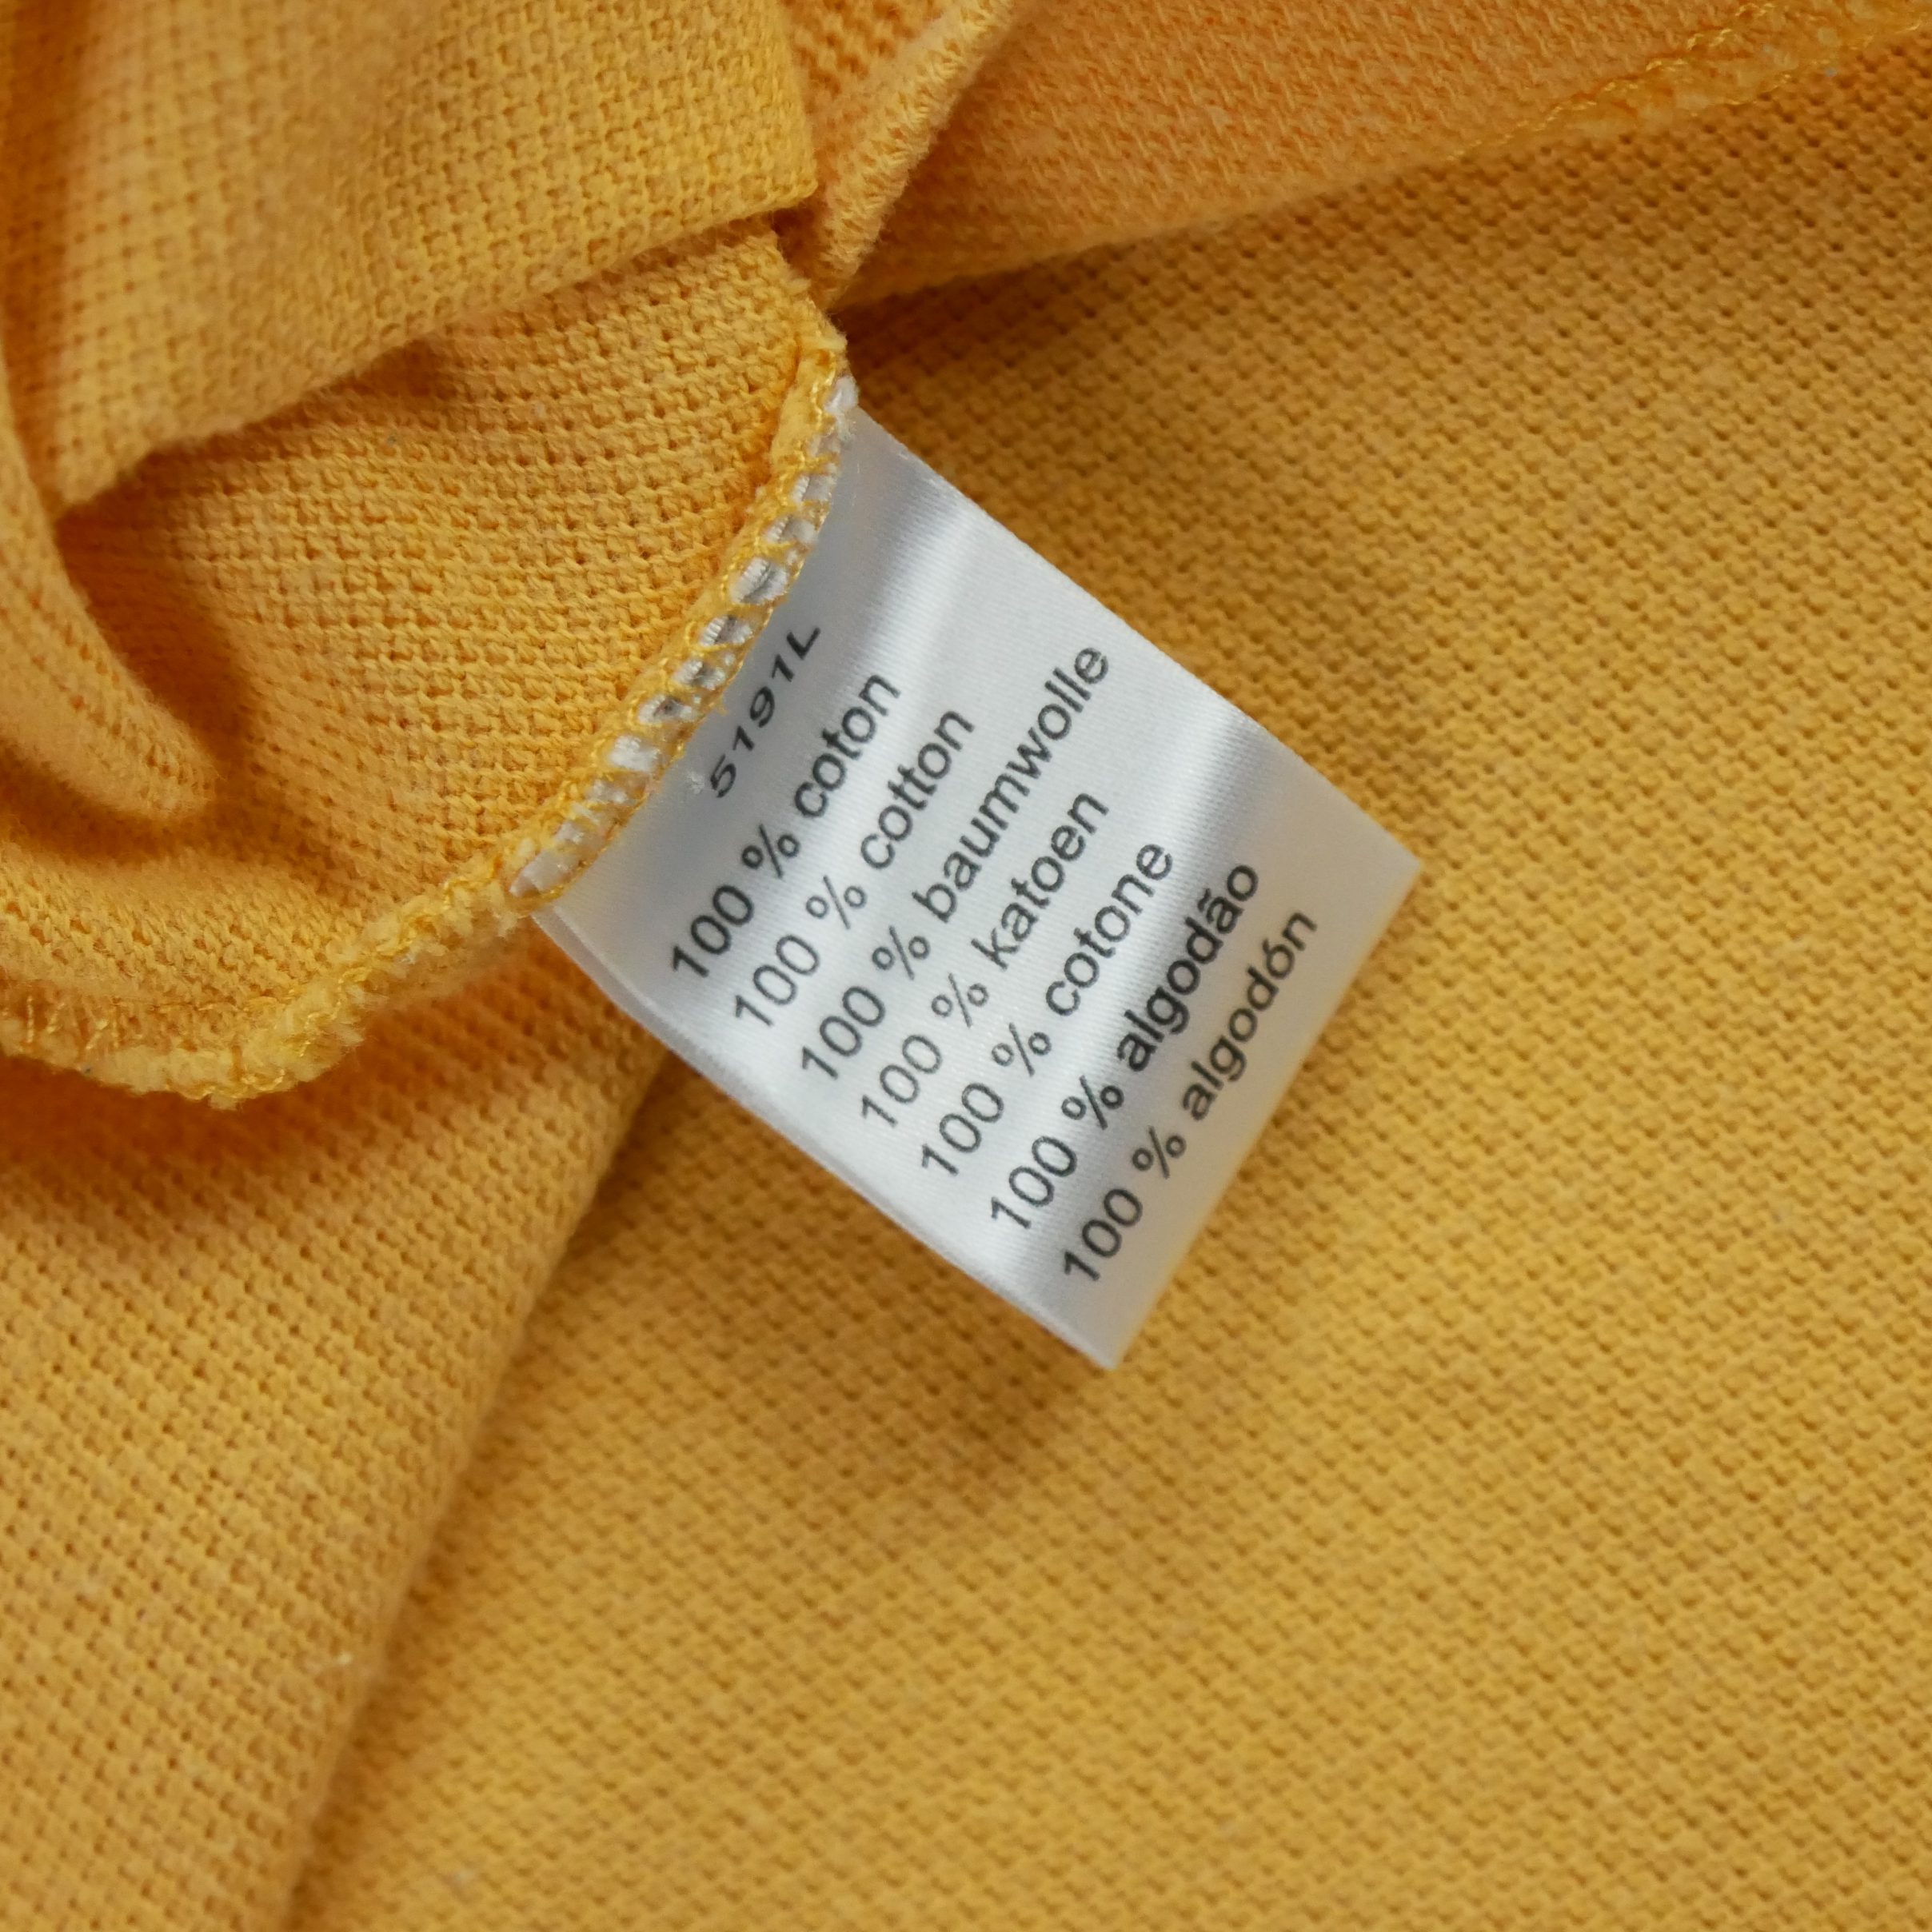 5191L
100 % coton
100 % cotton
100 % baumwolle
100 % katoen
100 % cotone
100 % algodão
100 % algodón